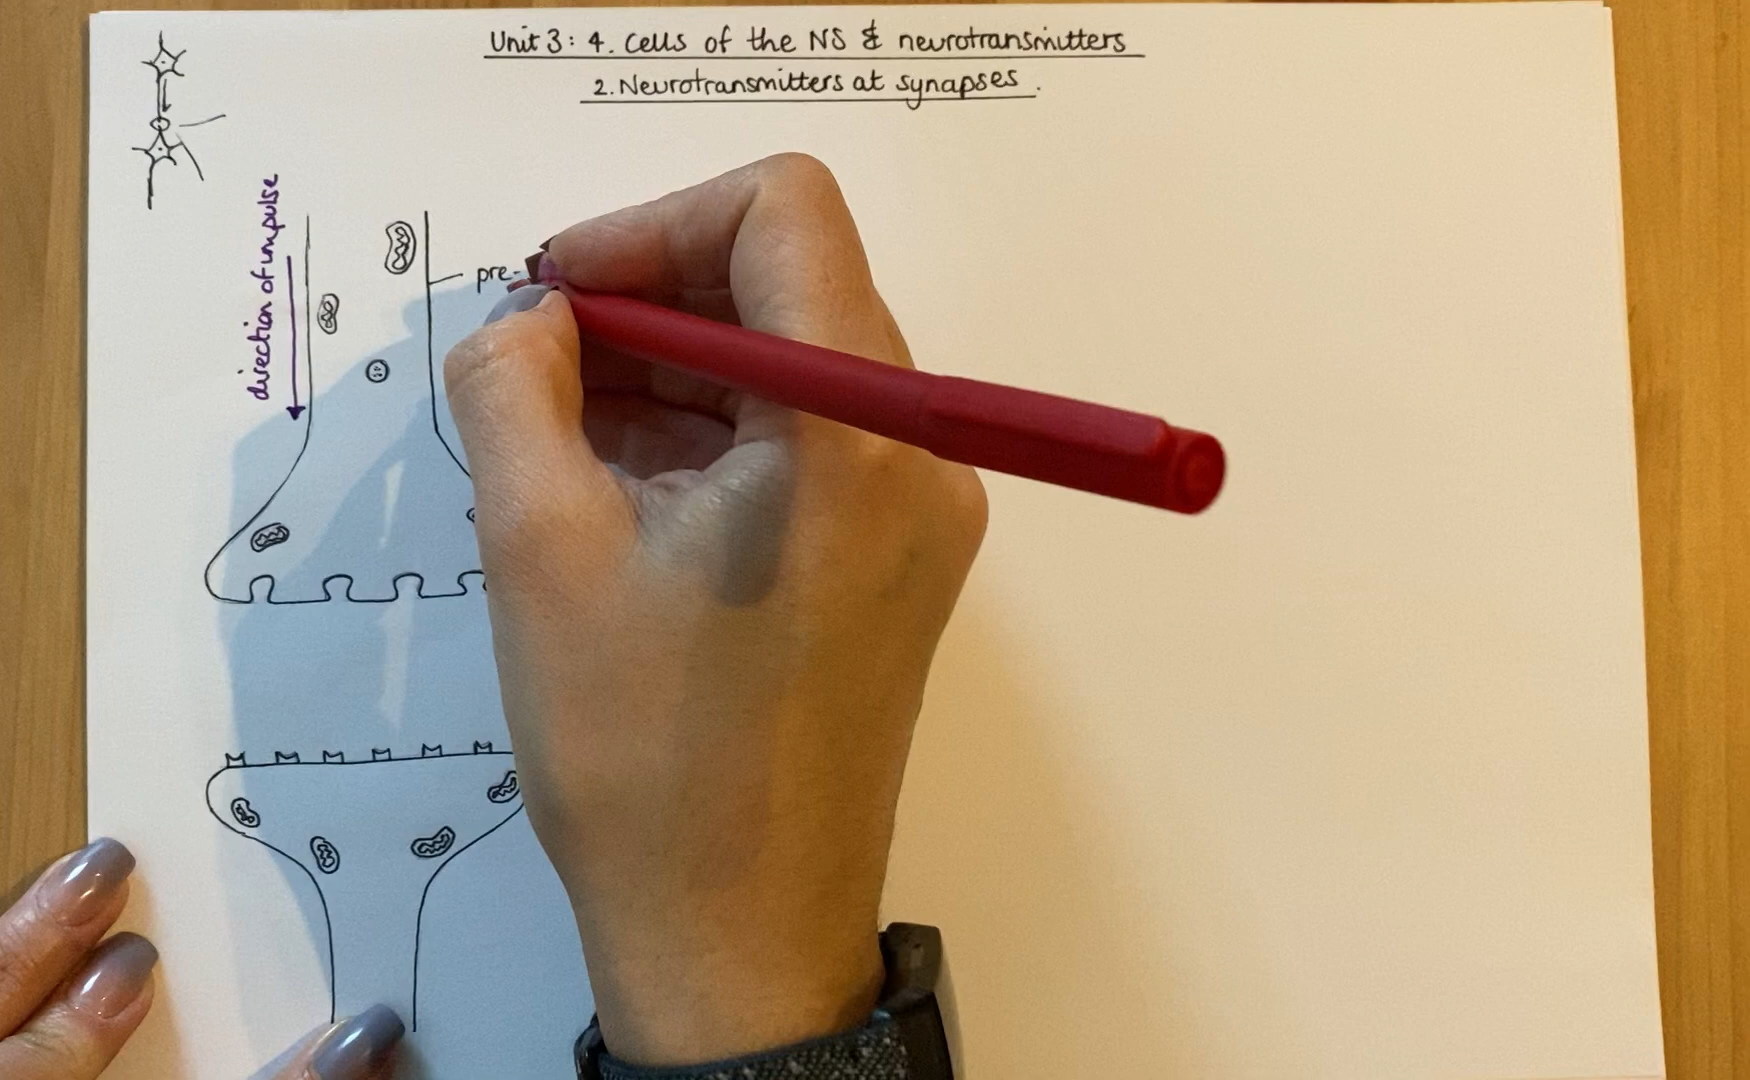 Unit 3: 4. Cells of the NS & neurotransmitters
2. Neurotransmitters at synapses.
direction of impulse
pre-